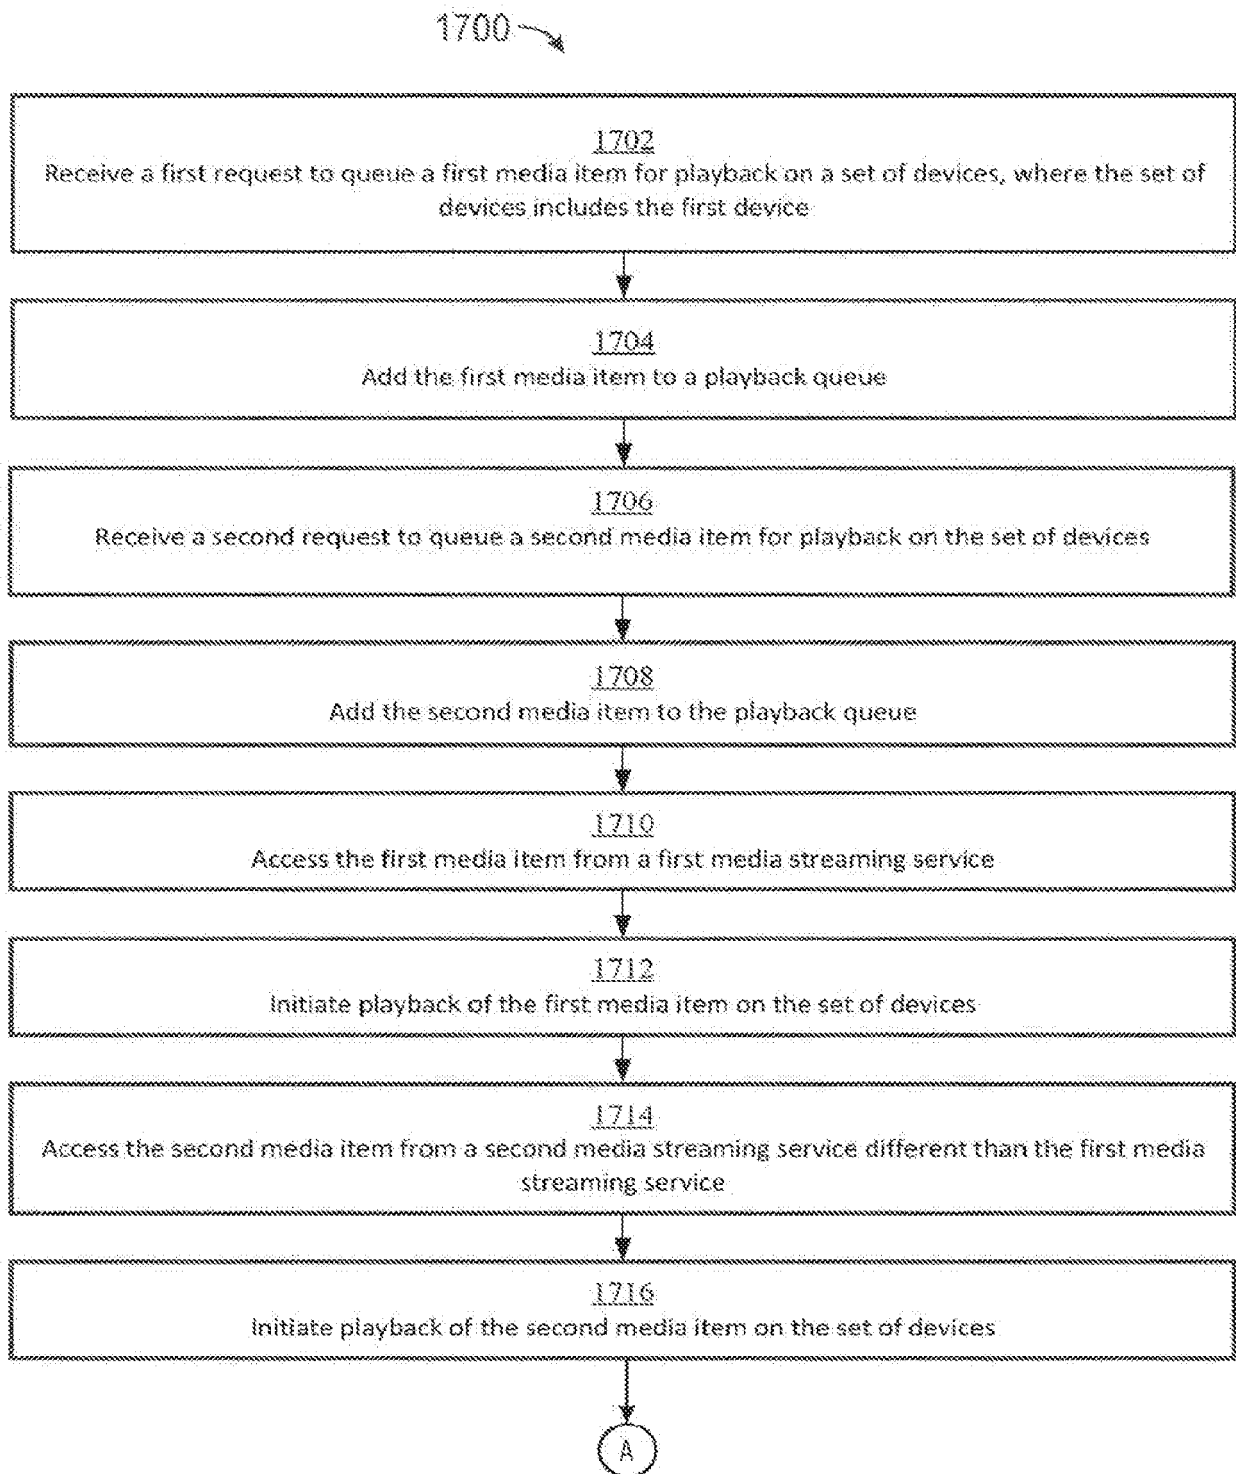 1700
1702
Receive a first request to queue a first media item for playback on a set of devices, where the set of
devices includes the first device
1704
Add the first media item to a playback queue
1706
Receive a second request to queue a second media item for playback on the set of devices
1708
Add the second media item to the playback queue
1710
Access the first media item from a first media streaming service
1712
Initiate playback of the first media item on the set of devices
1714
Access the second media item from a second media streaming service different than the first media
streaming service
1716
Initiate playback of the second media item on the set of devices
A